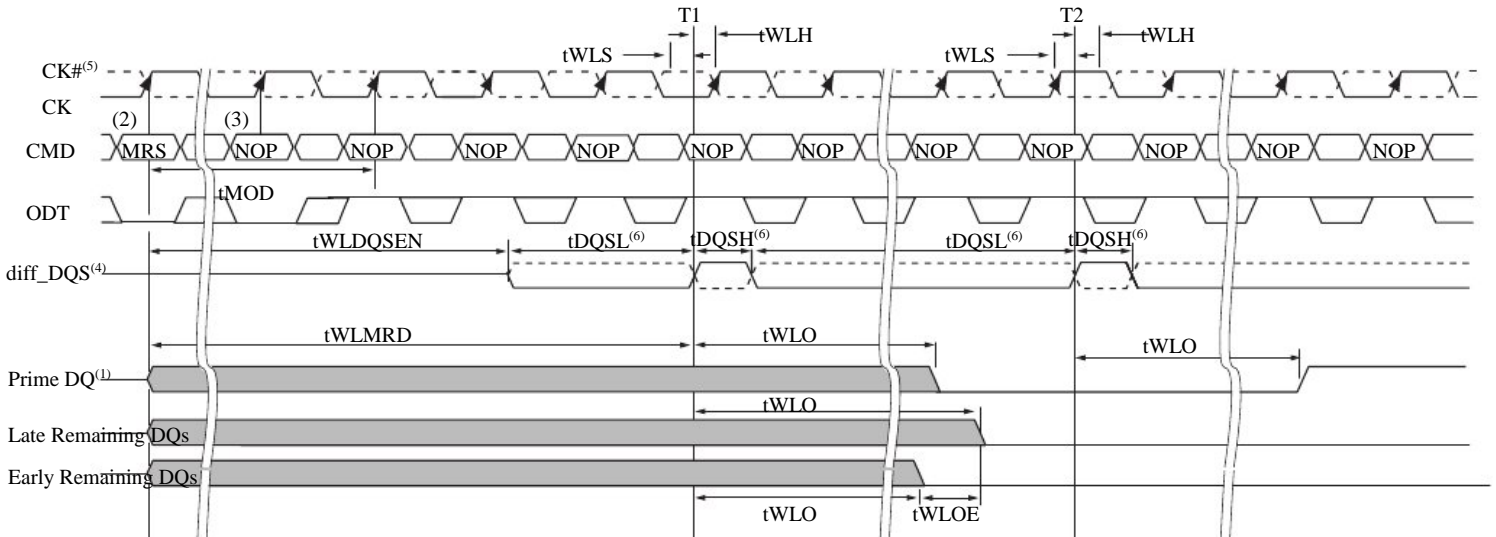 T1 T2
tWLH tWLH
tWLS tWLS
CK#(5)
CK
(2) (3)
CMD MRS NOP NOP NOP NOP NOP NOP NOP NOP NOP NOP NOP
tMOD
ODT
tWLDQSEN tDQSL(6) tDQSH(6) tDQSL(6) tDQSH(6)
diff_DQS(4)
tWLMRD tWLO tWLO
Prime DQ(1)
tWLO
Late Remaining DQs
Early Remaining DQs
tWLO tWLOE